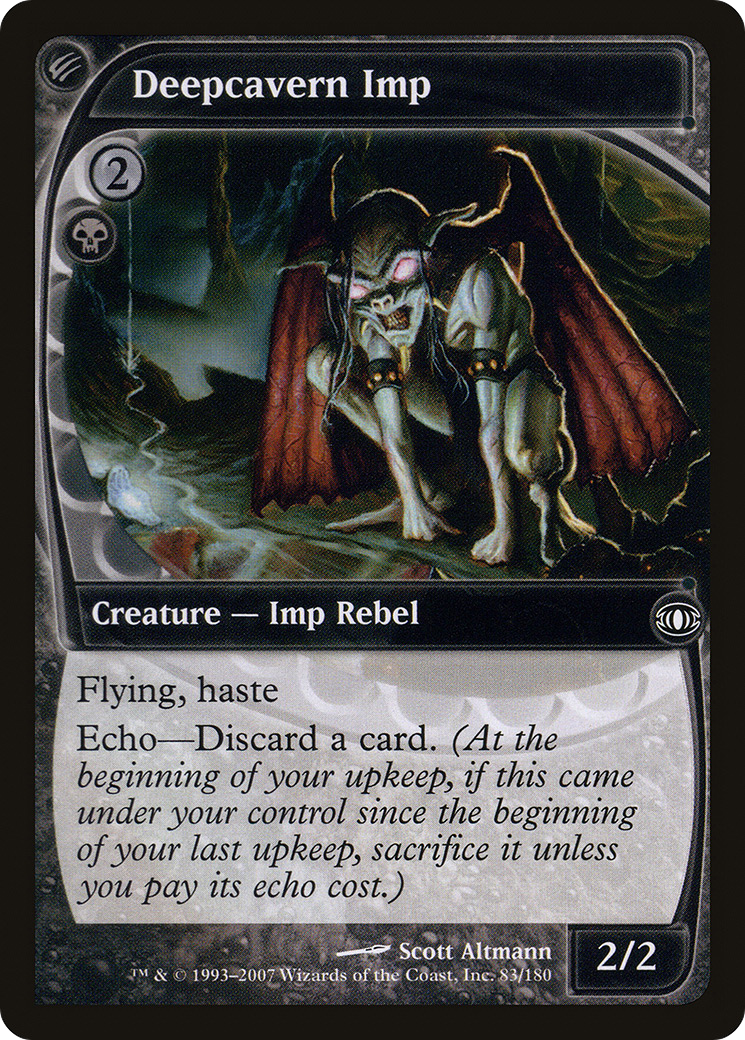 Deepcavern Imp
2
Creature — Imp Rebel
Flying, haste
Echo—Discard a card. (At the
beginning of your upkeep, if this came
under your control since the beginning
of your last upkeep, sacrifice it unless
you pay its echo cost.)
Scott Altmann
2/2
™ & © 1993–2007 Wizards of the Coast, Inc. 83/180